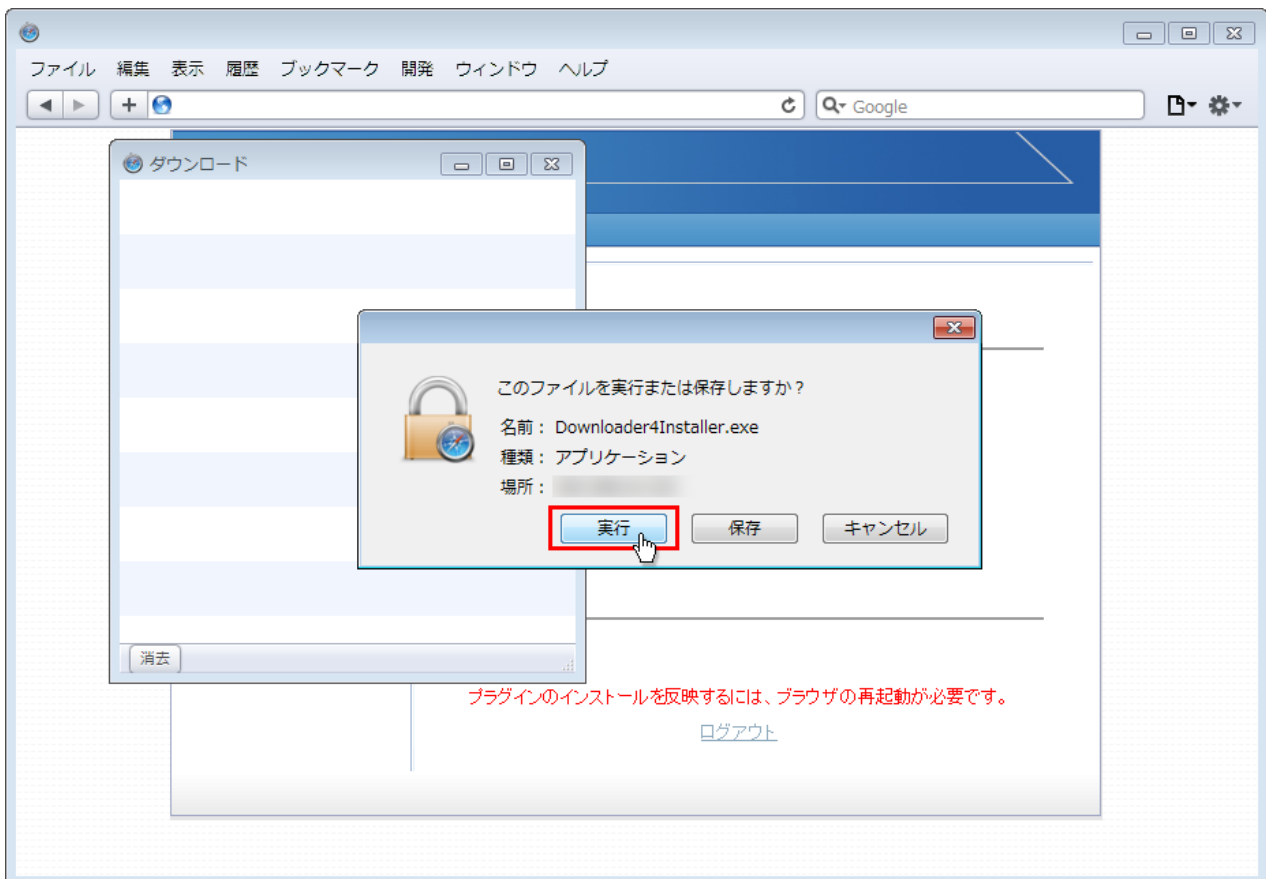 ファイル 編集 表示 履歴 ブックマーク 開発 ウィンドウ ヘルプ
Google
ダウンロード
このファイルを実行または保存しますか？
名前： Downloader4Installer.exe
種類： アプリケーション
場所：
実行 保存 キャンセル
消去
プラグインのインストールを反映するには、ブラウザの再起動が必要です。
ログアウト